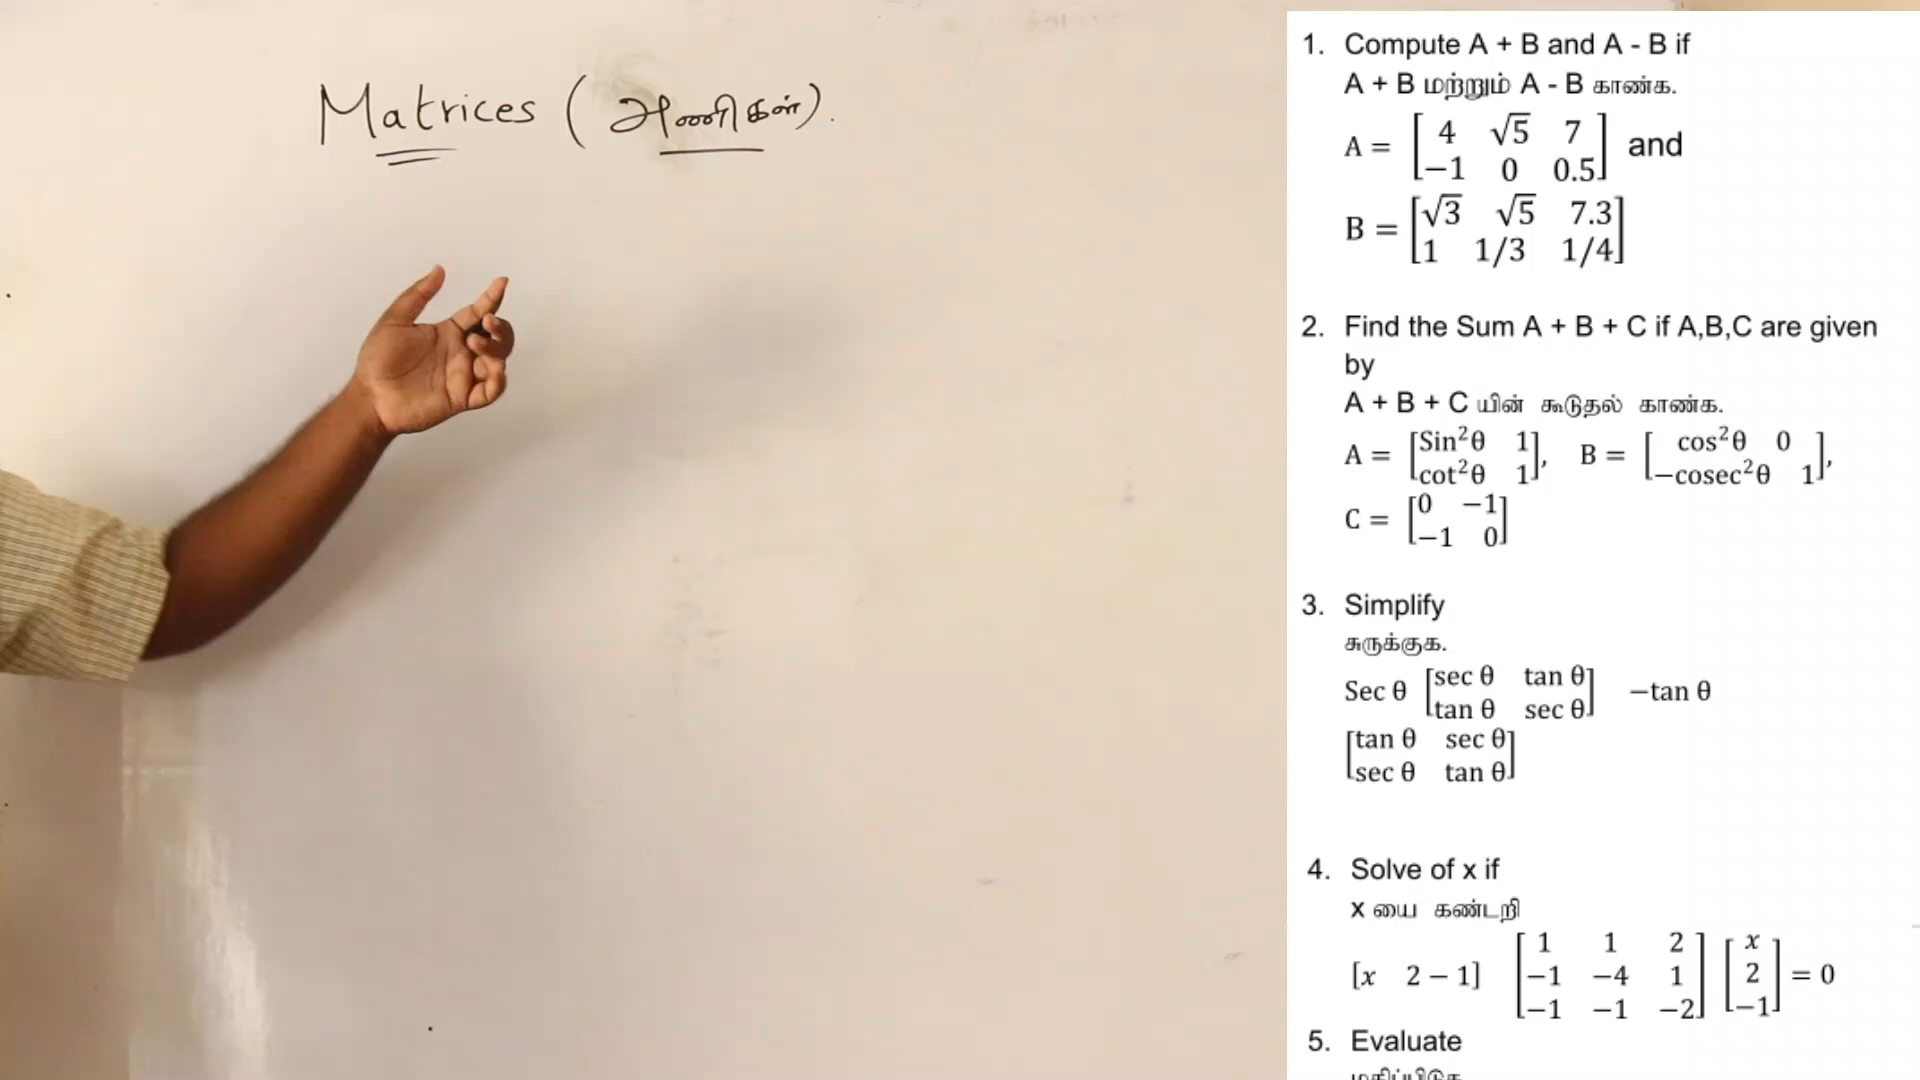 Matrices (அணிகள்).
1. Compute A + B and A - B if
A + B மற்றும் A - B காண்க.
A = [4 √5 7
−1 0 0.5] and
B = [√3 √5 7.3
1 1/3 1/4]
2. Find the Sum A + B + C if A,B,C are given
by
A + B + C யின் கூடுதல் காண்க.
A = [Sin²θ 1
cot²θ 1], B = [cos²θ 0
−cosec²θ 1],
C = [0 −1
−1 0]
3. Simplify
சுருக்குக.
Sec θ [sec θ tan θ
tan θ sec θ] −tan θ
[tan θ sec θ
sec θ tan θ]
4. Solve of x if
x யை கண்டறி
[x 2 − 1] [1 1 2
−1 −4 1
−1 −1 −2] [x
2
−1] = 0
5. Evaluate